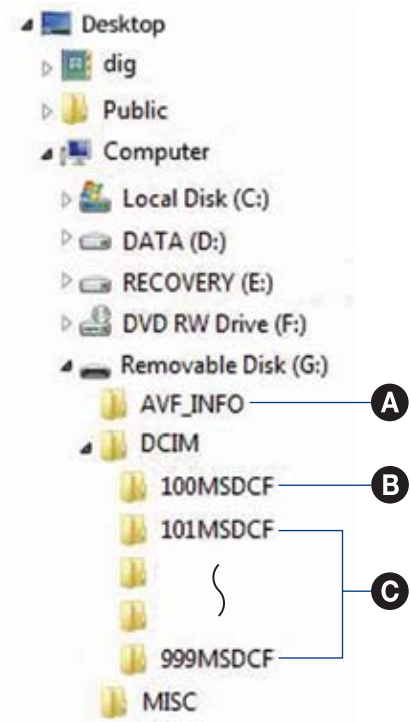 Desktop
dig
Public
Computer
Local Disk (C:)
DATA (D:)
RECOVERY (E:)
DVD RW Drive (F:)
Removable Disk (G:)
AVF_INFO A
DCIM
100MSDCF B
101MSDCF
C
999MSDCF
MISC